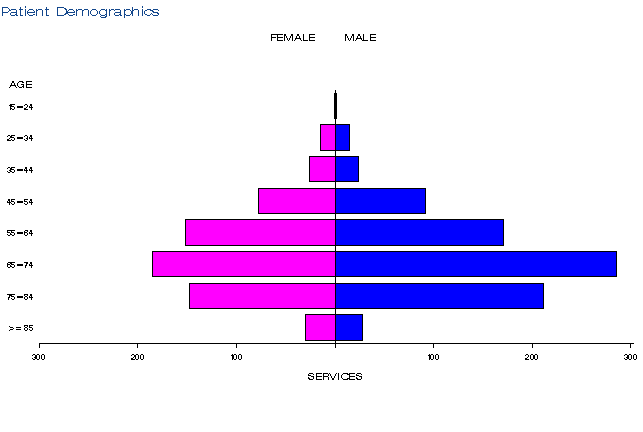 Patient Demographics
FEMALE MALE
AGE
15-24
25-34
35-44
45-54
55-64
65-74
75-84
>=85
300 200 100 100 200 300
SERVICES